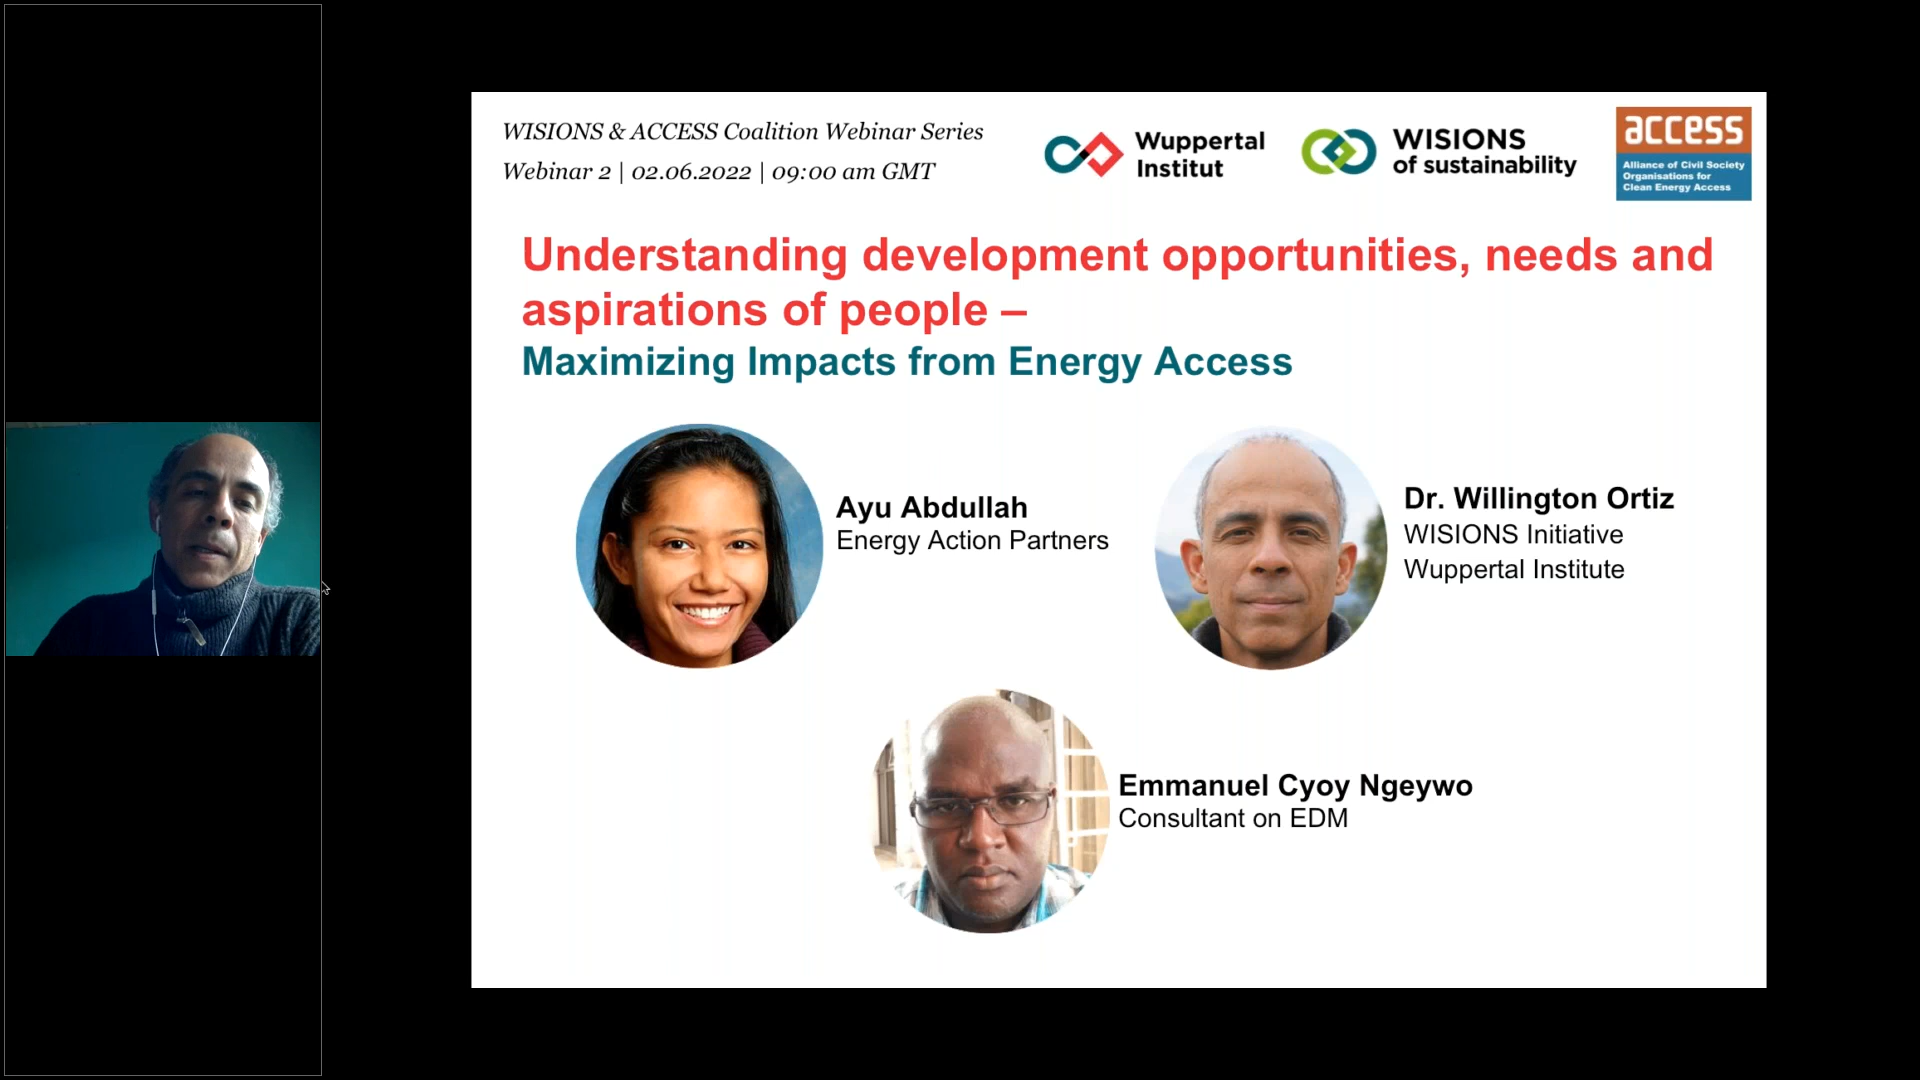 WISIONS & ACCESS Coalition Webinar Series
Webinar 2 | 02.06.2022 | 09:00 am GMT
Wuppertal
Institut
WISIONS
of sustainability
access
Alliance of Civil Society
Organisations for
Clean Energy Access
Understanding development opportunities, needs and
aspirations of people –
Maximizing Impacts from Energy Access
Ayu Abdullah
Energy Action Partners
Dr. Willington Ortiz
WISIONS Initiative
Wuppertal Institute
Emmanuel Cyoy Ngeywo
Consultant on EDM